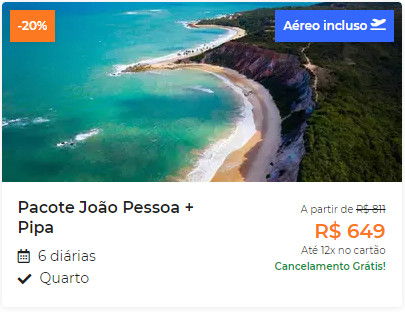 -20%
Aéreo incluso
Pacote João Pessoa +
Pipa
6 diárias
Quarto
A partir de R$ 811
R$ 649
Até 12x no cartão
Cancelamento Grátis!